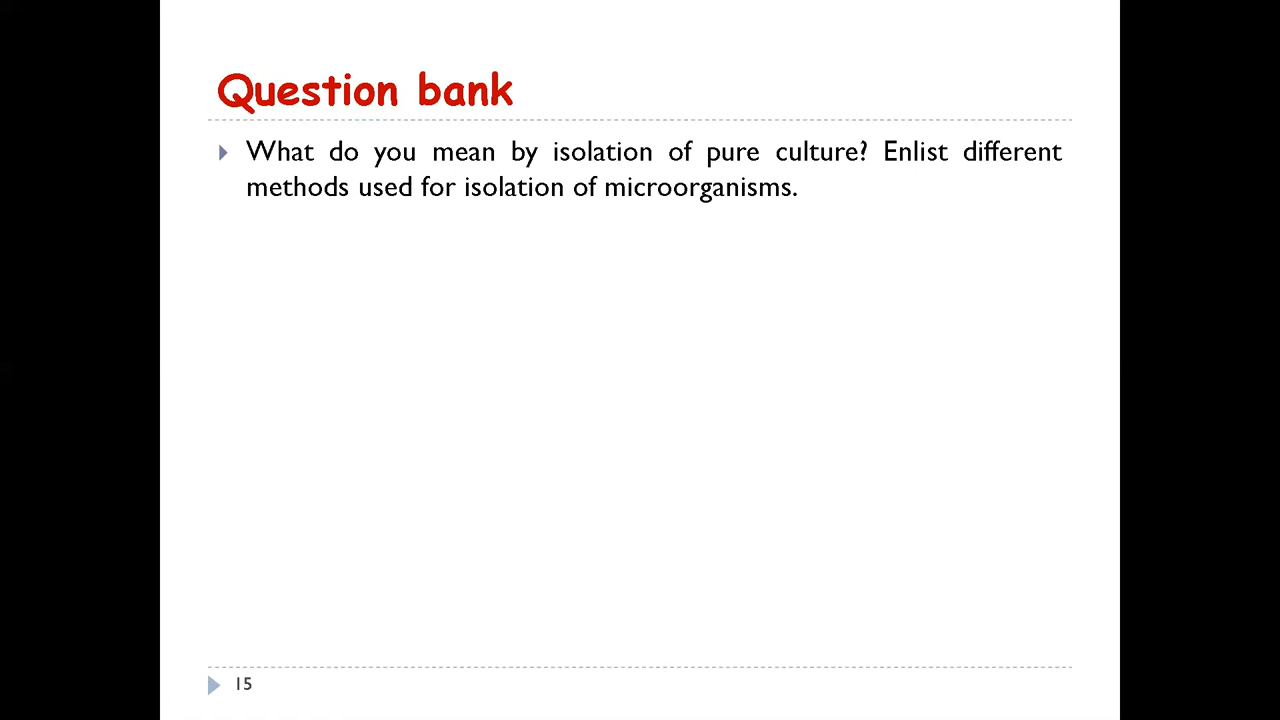 Question bank
What do you mean by isolation of pure culture? Enlist different
methods used for isolation of microorganisms.
15